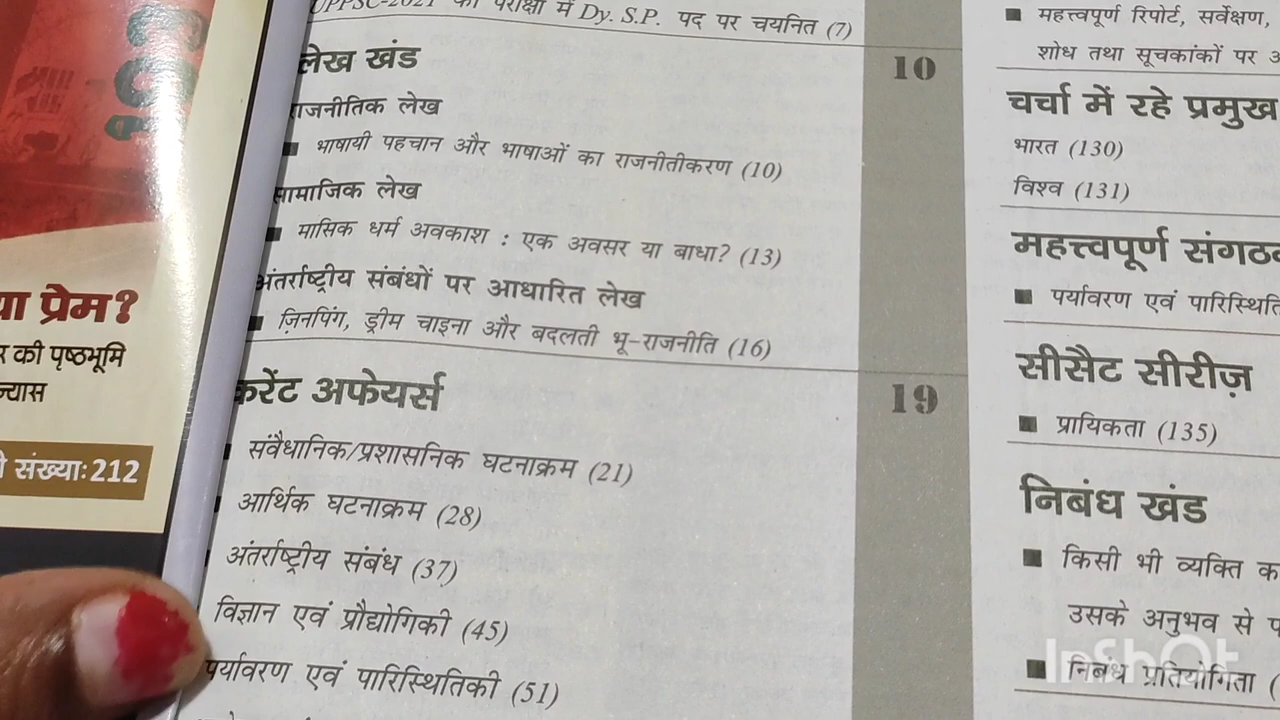 प्रेम?
की पृष्ठभूमि
संख्या:212
UPPSC-2021 की परीक्षा में Dy. S.P. पद पर चयनित (7)
लेख खंड 10
राजनीतिक लेख
■ भाषायी पहचान और भाषाओं का राजनीतीकरण (10)
सामाजिक लेख
■ मासिक धर्म अवकाश : एक अवसर या बाधा? (13)
अंतर्राष्ट्रीय संबंधों पर आधारित लेख
■ ज़िनपिंग, ड्रीम चाइना और बदलती भू-राजनीति (16)
करेंट अफेयर्स 19
संवैधानिक/प्रशासनिक घटनाक्रम (21)
आर्थिक घटनाक्रम (28)
अंतर्राष्ट्रीय संबंध (37)
विज्ञान एवं प्रौद्योगिकी (45)
पर्यावरण एवं पारिस्थितिकी (51)
■ महत्त्वपूर्ण रिपोर्ट, सर्वेक्षण,
शोध तथा सूचकांकों पर
चर्चा में रहे प्रमुख
भारत (130)
विश्व (131)
महत्त्वपूर्ण
■ पर्यावरण एवं
सीसैट सीरीज़
■ प्रायिकता (135)
निबंध खंड
■ किसी भी व्यक्ति
उसके अनुभव से
■ निबंध प्रतियोगिता (
InShOt